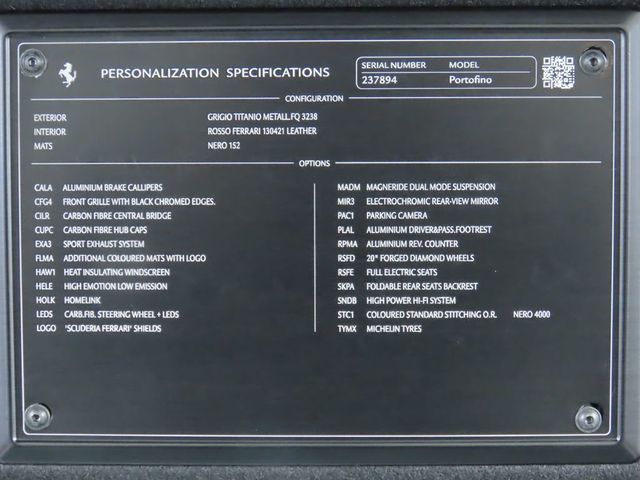 PERSONALIZATION SPECIFICATIONS
SERIAL NUMBER MODEL
237894 Portofino
CONFIGURATION
EXTERIOR GRIGIO TITANIO METALL.FQ 3238
INTERIOR ROSSO FERRARI 130421 LEATHER
MATS NERO 152
OPTIONS
CALA ALUMINIUM BRAKE CALLIPERS
CFG4 FRONT GRILLE WITH BLACK CHROMED EDGES.
CILR CARBON FIBRE CENTRAL BRIDGE
CUPC CARBON FIBRE HUB CAPS
EXA3 SPORT EXHAUST SYSTEM
FLMA ADDITIONAL COLOURED MATS WITH LOGO
HAW1 HEAT INSULATING WINDSCREEN
HELE HIGH EMOTION LOW EMISSION
HOLK HOMELINK
LEDS CARB.FIB. STEERING WHEEL + LEDS
LOGO "SCUDERIA FERRARI" SHIELDS
MADM MAGNERIDE DUAL MODE SUSPENSION
MIR3 ELECTROCHROMIC REAR-VIEW MIRROR
PAC1 PARKING CAMERA
PLAL ALUMINIUM DRIVER&PASS.FOOTREST
RPMA ALUMINIUM REV. COUNTER
RSFD 20" FORGED DIAMOND WHEELS
RSFE FULL ELECTRIC SEATS
SKPA FOLDABLE REAR SEATS BACKREST
SNDB HIGH POWER HI-FI SYSTEM
STC1 COLOURED STANDARD STITCHING O.R. NERO 4000
TYMX MICHELIN TYRES